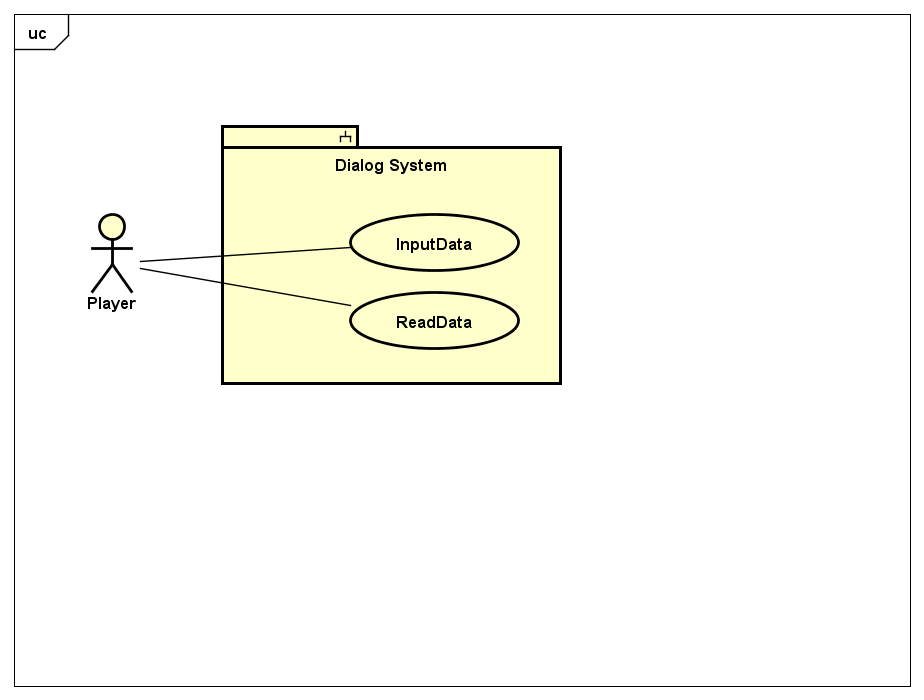 uc
Dialog System
InputData
Player
ReadData